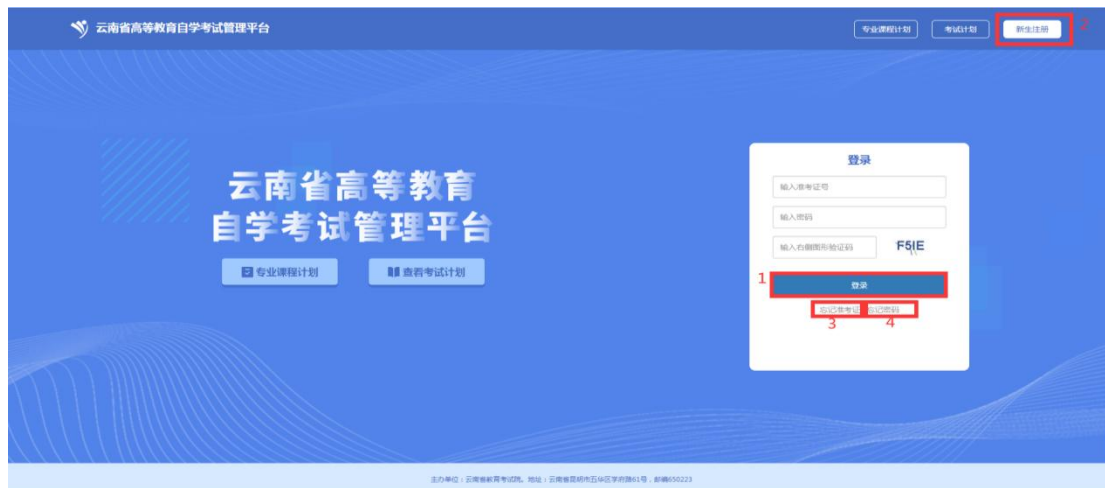 云南省高等教育自学考试管理平台
专业课程计划 考试计划 新生注册 2
登录
输入准考证号
云南省高等教育
自学考试管理平台
输入密码
输入右侧图形验证码 F5IE
专业课程计划 查看考试计划
1 登录
忘记准考证 忘记密码
3 4
主办单位：云南省教育考试院。地址：云南省昆明市五华区学府路61号，邮编650223